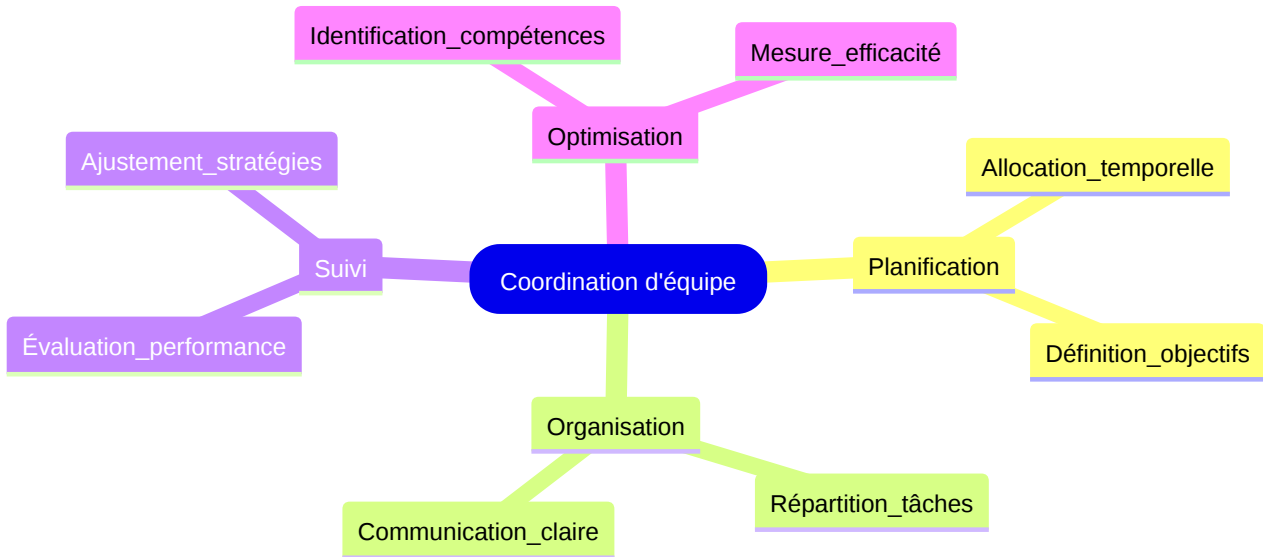 Identification_compétences
Mesure_efficacité
Optimisation
Ajustement_stratégies
Allocation_temporelle
Suivi
Coordination d'équipe
Planification
Évaluation_performance
Définition_objectifs
Organisation
Répartition_tâches
Communication_claire